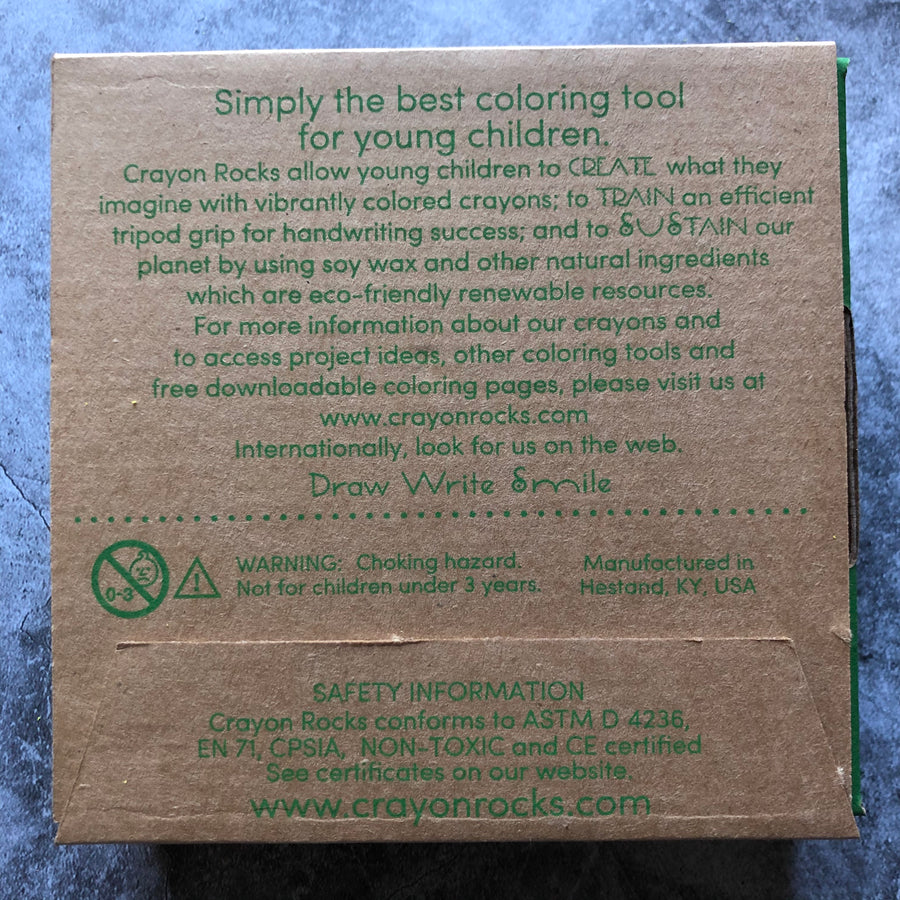 Simply the best coloring tool
for young children.
Crayon Rocks allow young children to CREATE what they
imagine with vibrantly colored crayons; to TRAIN an efficient
tripod grip for handwriting success; and to SUSTAIN our
planet by using soy wax and other natural ingredients
which are eco-friendly renewable resources.
For more information about our crayons and
to access project ideas, other coloring tools and
free downloadable coloring pages, please visit us at
www.crayonrocks.com
Internationally, look for us on the web.
Draw Write Smile
0-3
WARNING: Choking hazard.
Not for children under 3 years.
Manufactured in
Hestand, KY, USA
SAFETY INFORMATION
Crayon Rocks conforms to ASTM D 4236,
EN 71, CPSIA, NON-TOXIC and CE certified
See certificates on our website.
www.crayonrocks.com